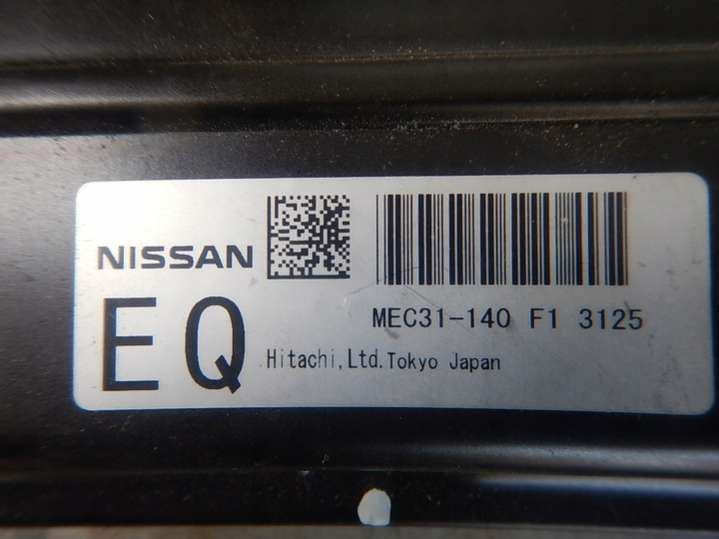 NISSAN
EQ
MEC31-140 F1 3125
Hitachi,Ltd.Tokyo Japan